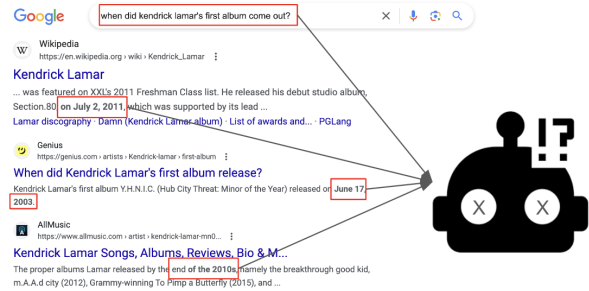 Google when did kendrick lamar's first album come out?
W Wikipedia
https://en.wikipedia.org › wiki › Kendrick_Lamar
Kendrick Lamar
... was featured on XXL's 2011 Freshman Class list. He released his debut studio album,
Section.80, on July 2, 2011, which was supported by its lead ...
Lamar discography · Damn (Kendrick Lamar album) · List of awards and... · PGLang
Genius
https://genius.com › artists › Kendrick-lamar › first-album
When did Kendrick Lamar's first album release?
Kendrick Lamar's first album Y.H.N.I.C. (Hub City Threat: Minor of the Year) released on June 17,
2003.
AllMusic
https://www.allmusic.com › artist › kendrick-lamar-mn0...
Kendrick Lamar Songs, Albums, Reviews, Bio & M...
The proper albums Lamar released by the end of the 2010s, namely the breakthrough good kid,
m.A.A.d city (2012), Grammy-winning To Pimp a Butterfly (2015), and ...
!?
X X